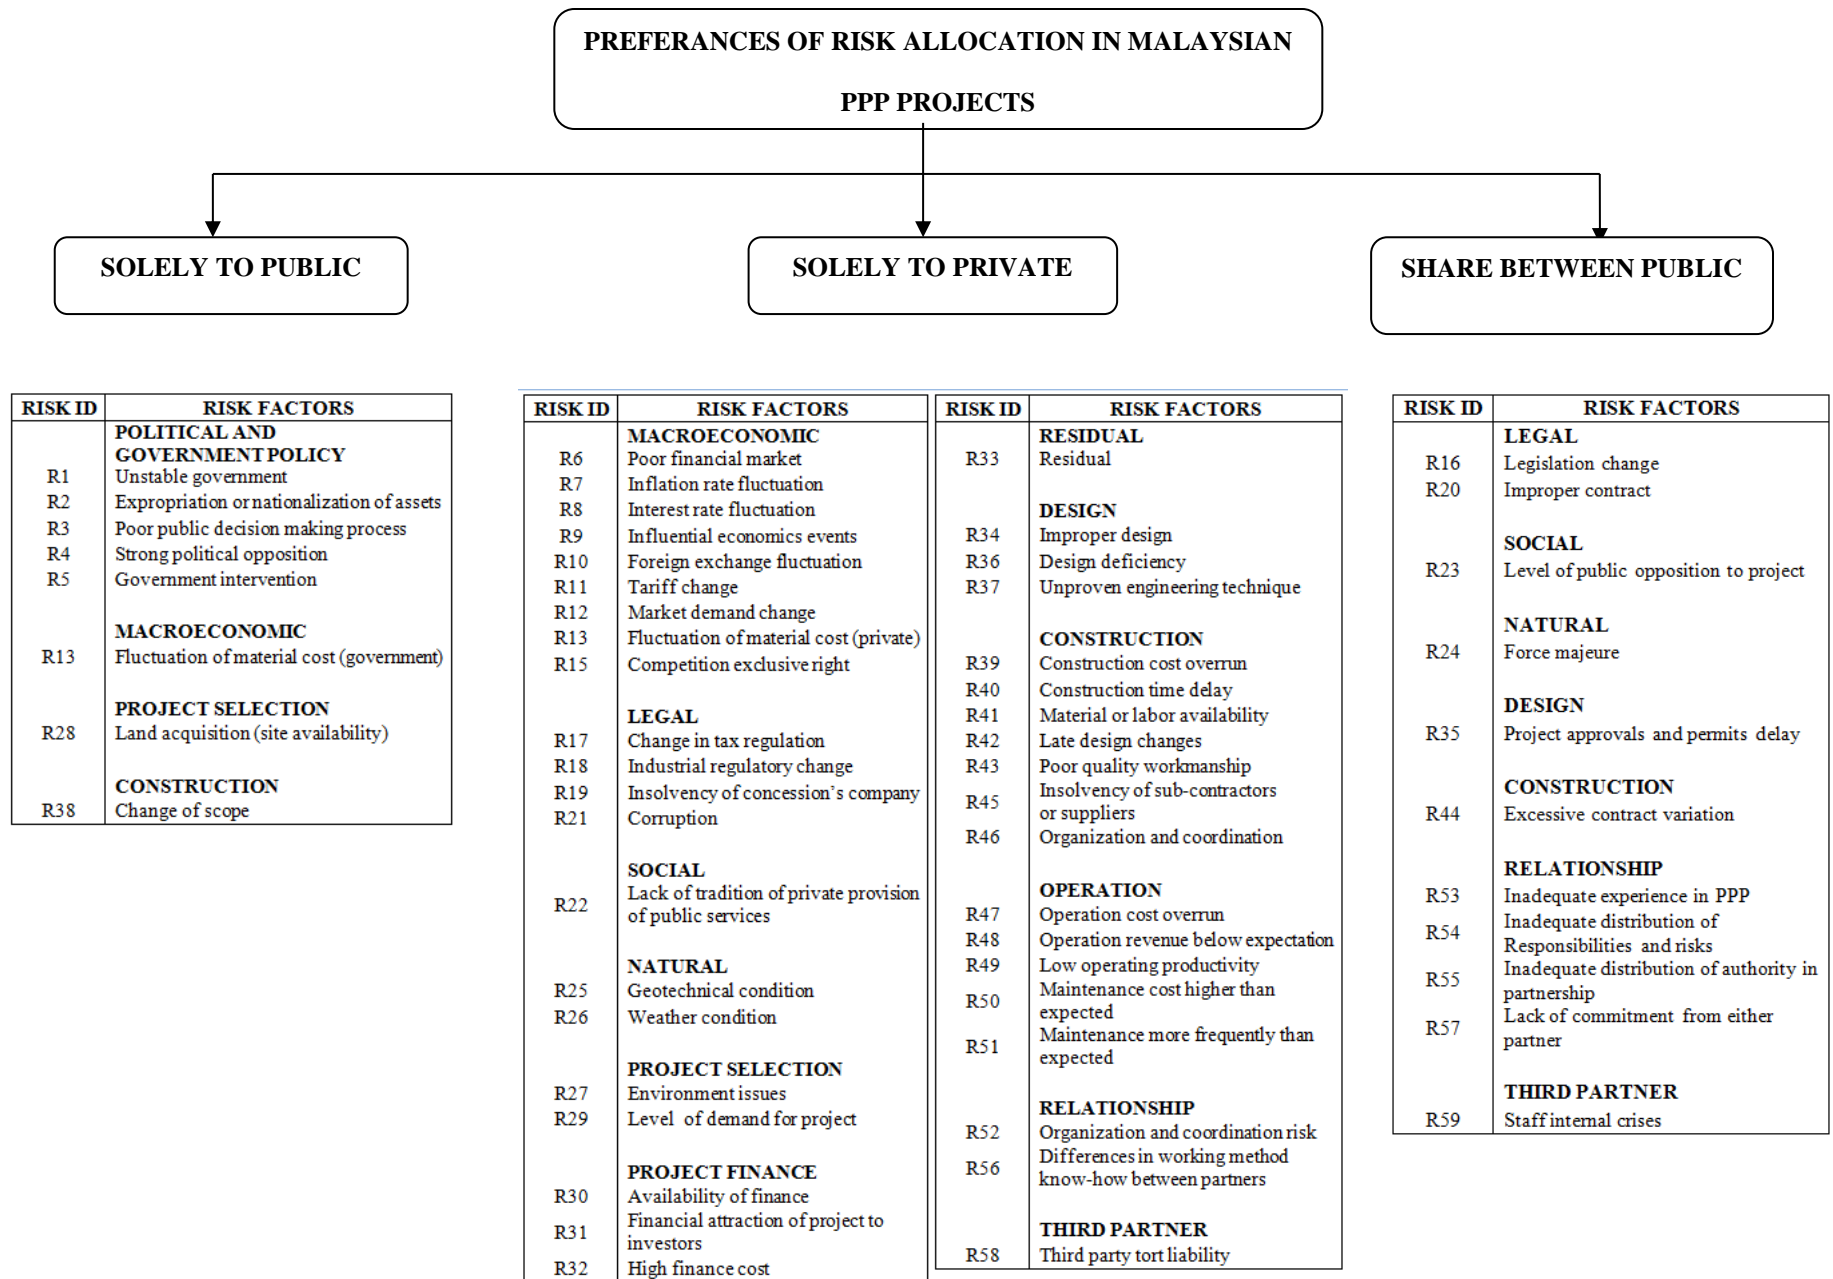 PREFERANCES OF RISK ALLOCATION IN MALAYSIAN
PPP PROJECTS
SOLELY TO PUBLIC
SOLELY TO PRIVATE
SHARE BETWEEN PUBLIC
RISK ID RISK FACTORS
POLITICAL AND
GOVERNMENT POLICY
R1 Unstable government
R2 Expropriation or nationalization of assets
R3 Poor public decision making process
R4 Strong political opposition
R5 Government intervention
MACROECONOMIC
R13 Fluctuation of material cost (government)
PROJECT SELECTION
R28 Land acquisition (site availability)
CONSTRUCTION
R38 Change of scope
RISK ID RISK FACTORS
MACROECONOMIC
R6 Poor financial market
R7 Inflation rate fluctuation
R8 Interest rate fluctuation
R9 Influential economics events
R10 Foreign exchange fluctuation
R11 Tariff change
R12 Market demand change
R13 Fluctuation of material cost (private)
R15 Competition exclusive right
LEGAL
R17 Change in tax regulation
R18 Industrial regulatory change
R19 Insolvency of concession's company
R21 Corruption
SOCIAL
R22 Lack of tradition of private provision
of public services
NATURAL
R25 Geotechnical condition
R26 Weather condition
PROJECT SELECTION
R27 Environment issues
R29 Level of demand for project
PROJECT FINANCE
R30 Availability of finance
R31 Financial attraction of project to
investors
R32 High finance cost
RISK ID RISK FACTORS
RESIDUAL
R33 Residual
DESIGN
R34 Improper design
R36 Design deficiency
R37 Unproven engineering technique
CONSTRUCTION
R39 Construction cost overrun
R40 Construction time delay
R41 Material or labor availability
R42 Late design changes
R43 Poor quality workmanship
R45 Insolvency of sub-contractors
or suppliers
R46 Organization and coordination
OPERATION
R47 Operation cost overrun
R48 Operation revenue below expectation
R49 Low operating productivity
R50 Maintenance cost higher than
expected
R51 Maintenance more frequently than
expected
RELATIONSHIP
R52 Organization and coordination risk
R56 Differences in working method
know-how between partners
THIRD PARTNER
R58 Third party tort liability
RISK ID RISK FACTORS
LEGAL
R16 Legislation change
R20 Improper contract
SOCIAL
R23 Level of public opposition to project
NATURAL
R24 Force majeure
DESIGN
R35 Project approvals and permits delay
CONSTRUCTION
R44 Excessive contract variation
RELATIONSHIP
R53 Inadequate experience in PPP
R54 Inadequate distribution of
Responsibilities and risks
R55 Inadequate distribution of authority in
partnership
R57 Lack of commitment from either
partner
THIRD PARTNER
R59 Staff internal crises